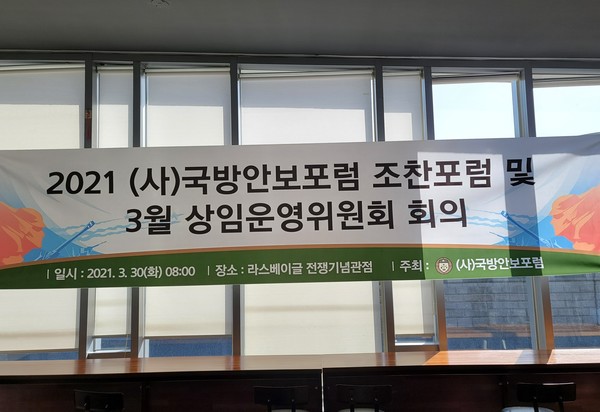 2021 (사)국방안보포럼 조찬포럼 및
3월 상임운영위원회 회의
| 일시 : 2021. 3. 30(화) 08:00 | 장소 : 라스베이글 전쟁기념관점 | 주최 : (사)국방안보포럼